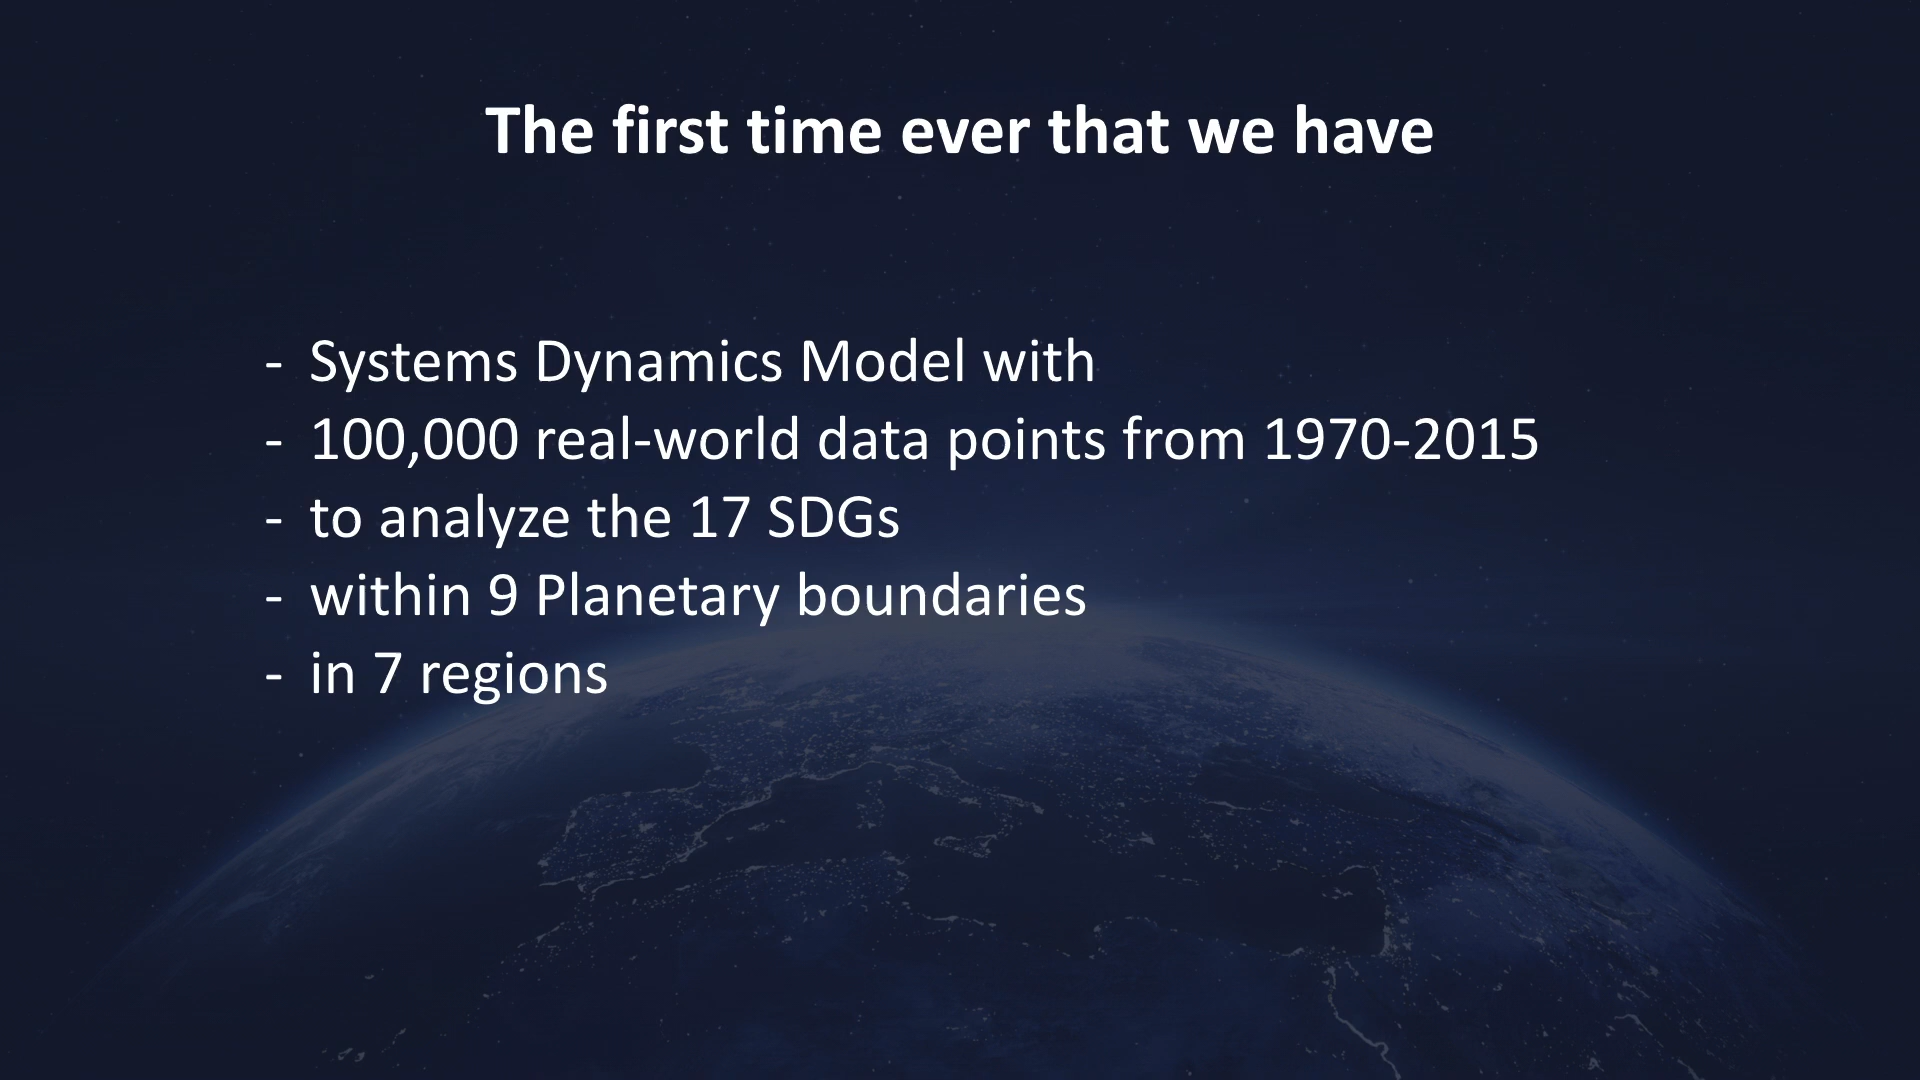 The first time ever that we have
- Systems Dynamics Model with
- 100,000 real-world data points from 1970-2015
- to analyze the 17 SDGs
- within 9 Planetary boundaries
- in 7 regions